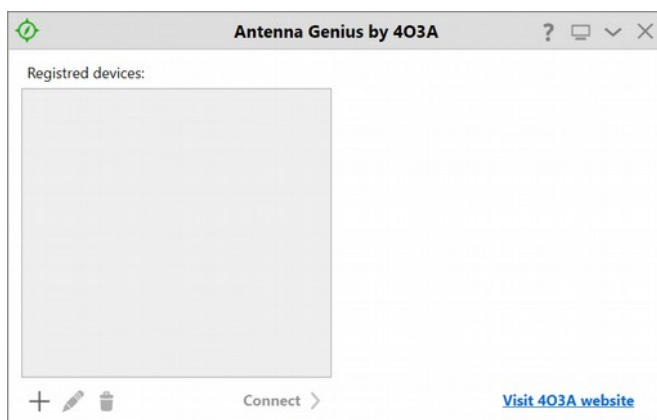 Antenna Genius by 4O3A ?
Registred devices:
Connect
Visit 4O3A website